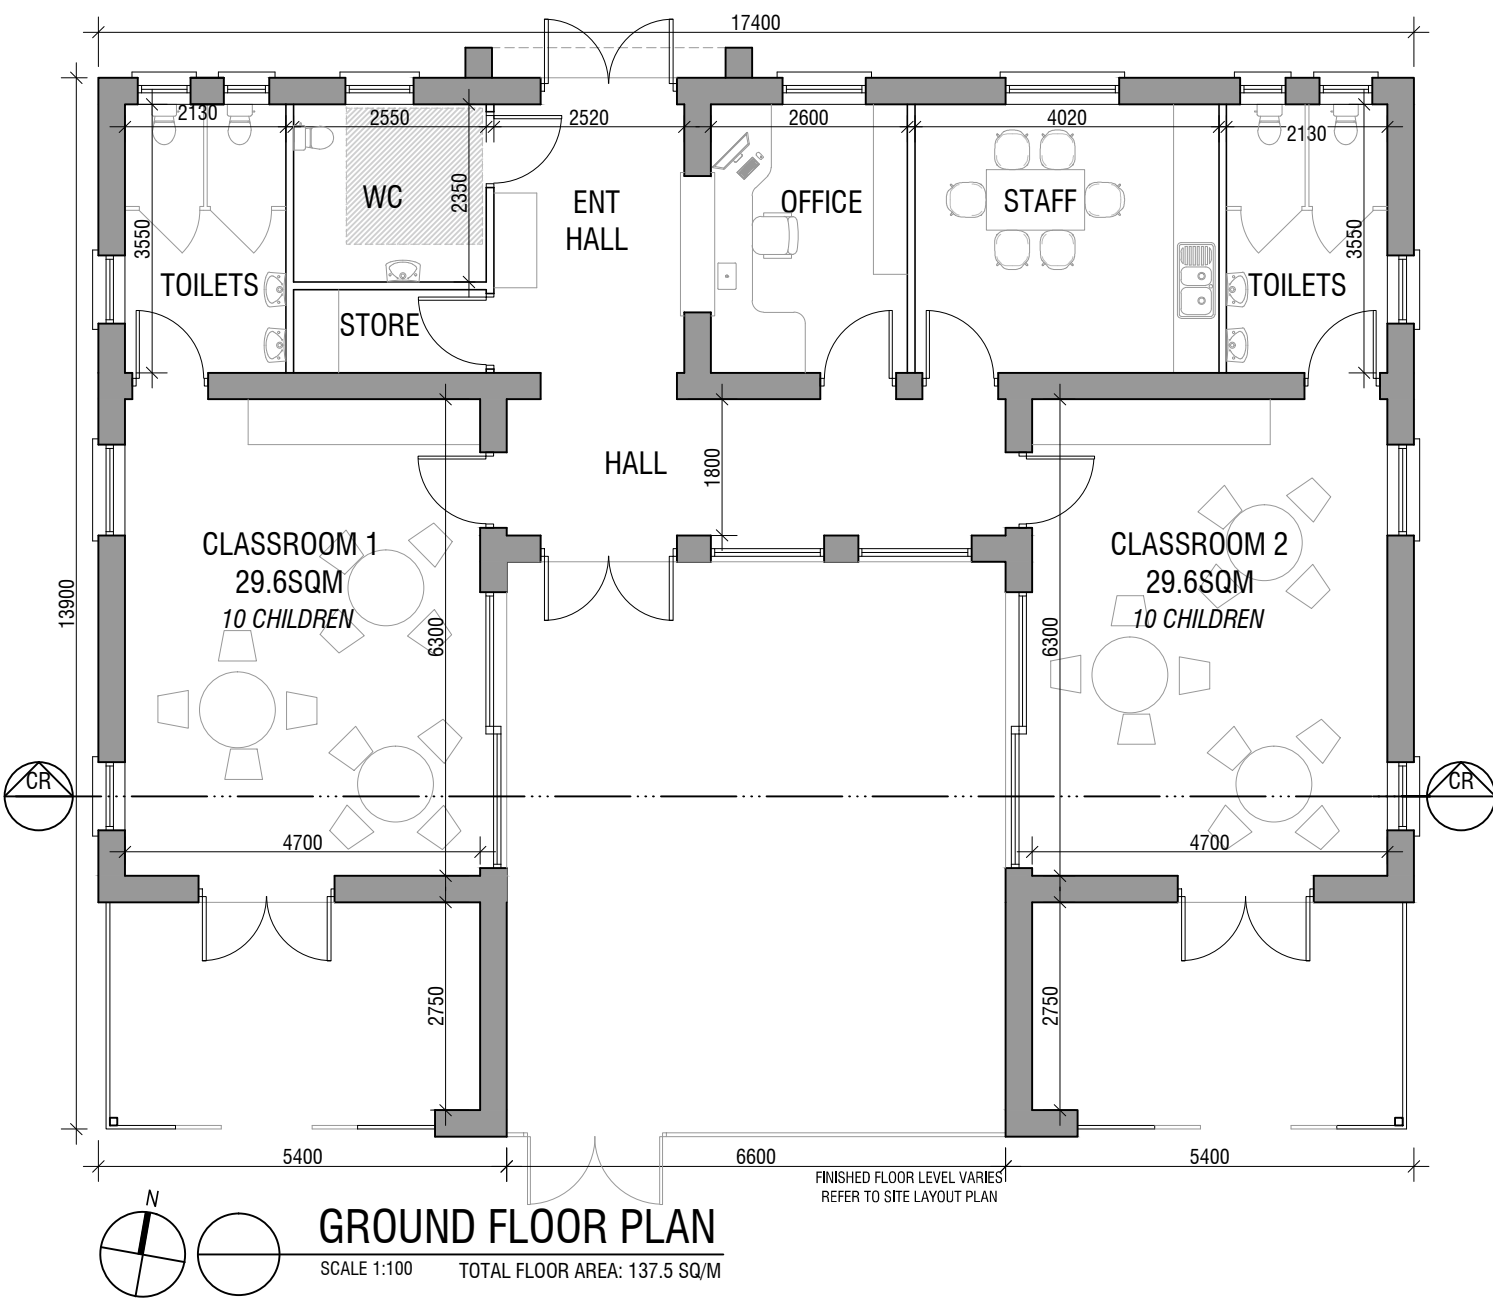 17400
2130
2550
2520
2600
4020
2130
WC
2350
ENT
HALL
OFFICE
STAFF
3550
3550
TOILETS
TOILETS
STORE
HALL
1800
CLASSROOM 1
29.6SQM
10 CHILDREN
CLASSROOM 2
29.6SQM
10 CHILDREN
13900
6300
6300
CR
CR
4700
4700
2750
2750
5400
6600
5400
FINISHED FLOOR LEVEL VARIES
REFER TO SITE LAYOUT PLAN
N
GROUND FLOOR PLAN
SCALE 1:100
TOTAL FLOOR AREA: 137.5 SQ/M